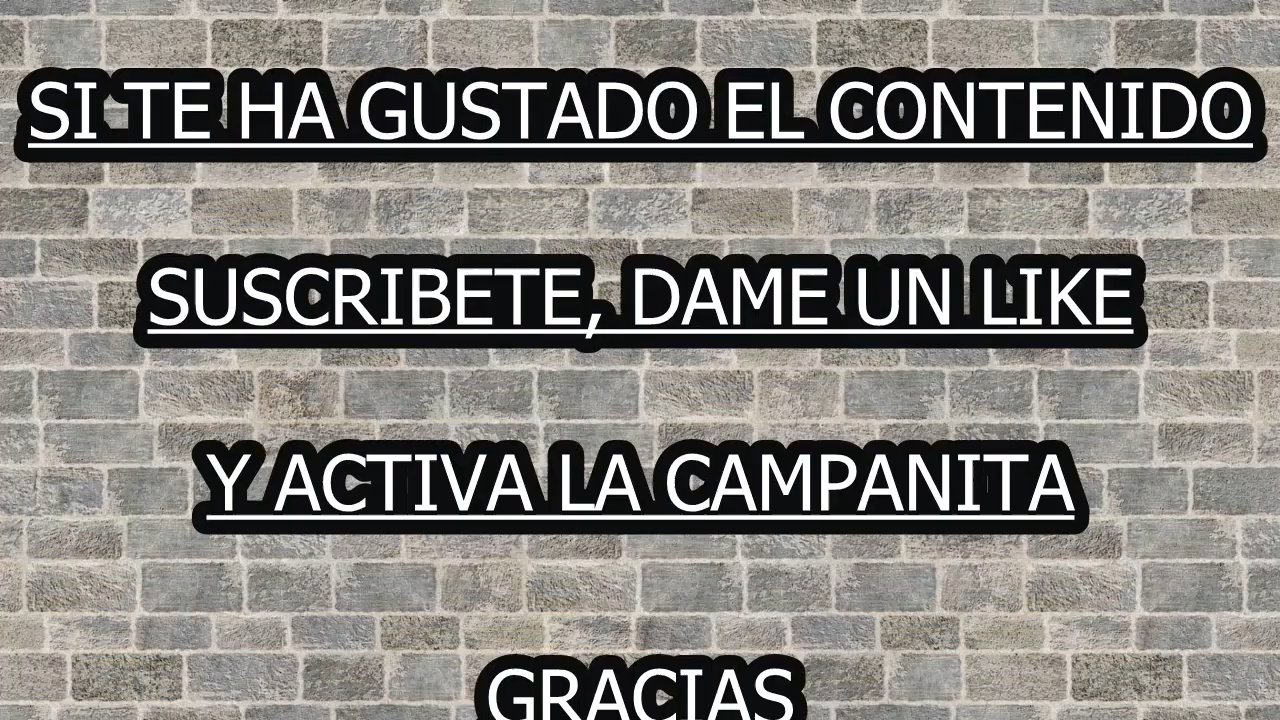 SI TE HA GUSTADO EL CONTENIDO
SUSCRIBETE, DAME UN LIKE
Y ACTIVA LA CAMPANITA
GRACIAS